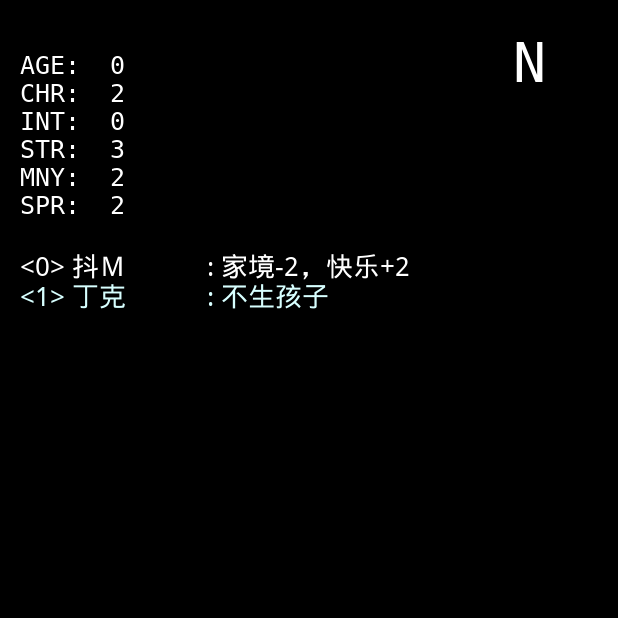 N
AGE: 0
CHR: 2
INT: 0
STR: 3
MNY: 2
SPR: 2
<0> 抖M :家境-2，快乐+2
<1> 丁克 :不生孩子